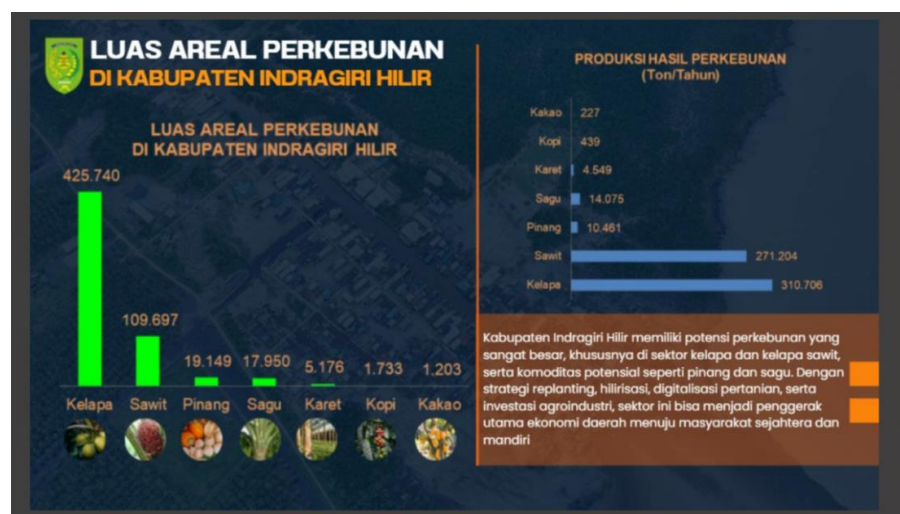 LUAS AREAL PERKEBUNAN
DI KABUPATEN INDRAGIRI HILIR
LUAS AREAL PERKEBUNAN
DI KABUPATEN INDRAGIRI HILIR
425.740
109.697
19.149
17.950
5.176
1.733
1.203
Kelapa
Sawit
Pinang
Sagu
Karet
Kopi
Kakao
PRODUKSI HASIL PERKEBUNAN
(Ton/Tahun)
Kakao 227
Kopi 439
Karet 4.549
Sagu 14.075
Pinang 10.461
Sawit 271.204
Kelapa 310.706
Kabupaten Indragiri Hilir memiliki potensi perkebunan yang
sangat besar, khususnya di sektor kelapa dan kelapa sawit,
serta komoditas potensial seperti pinang dan sagu. Dengan
strategi replanting, hilirisasi, digitalisasi pertanian, serta
investasi agroindustri, sektor ini bisa menjadi penggerak
utama ekonomi daerah menuju masyarakat sejahtera dan
mandiri